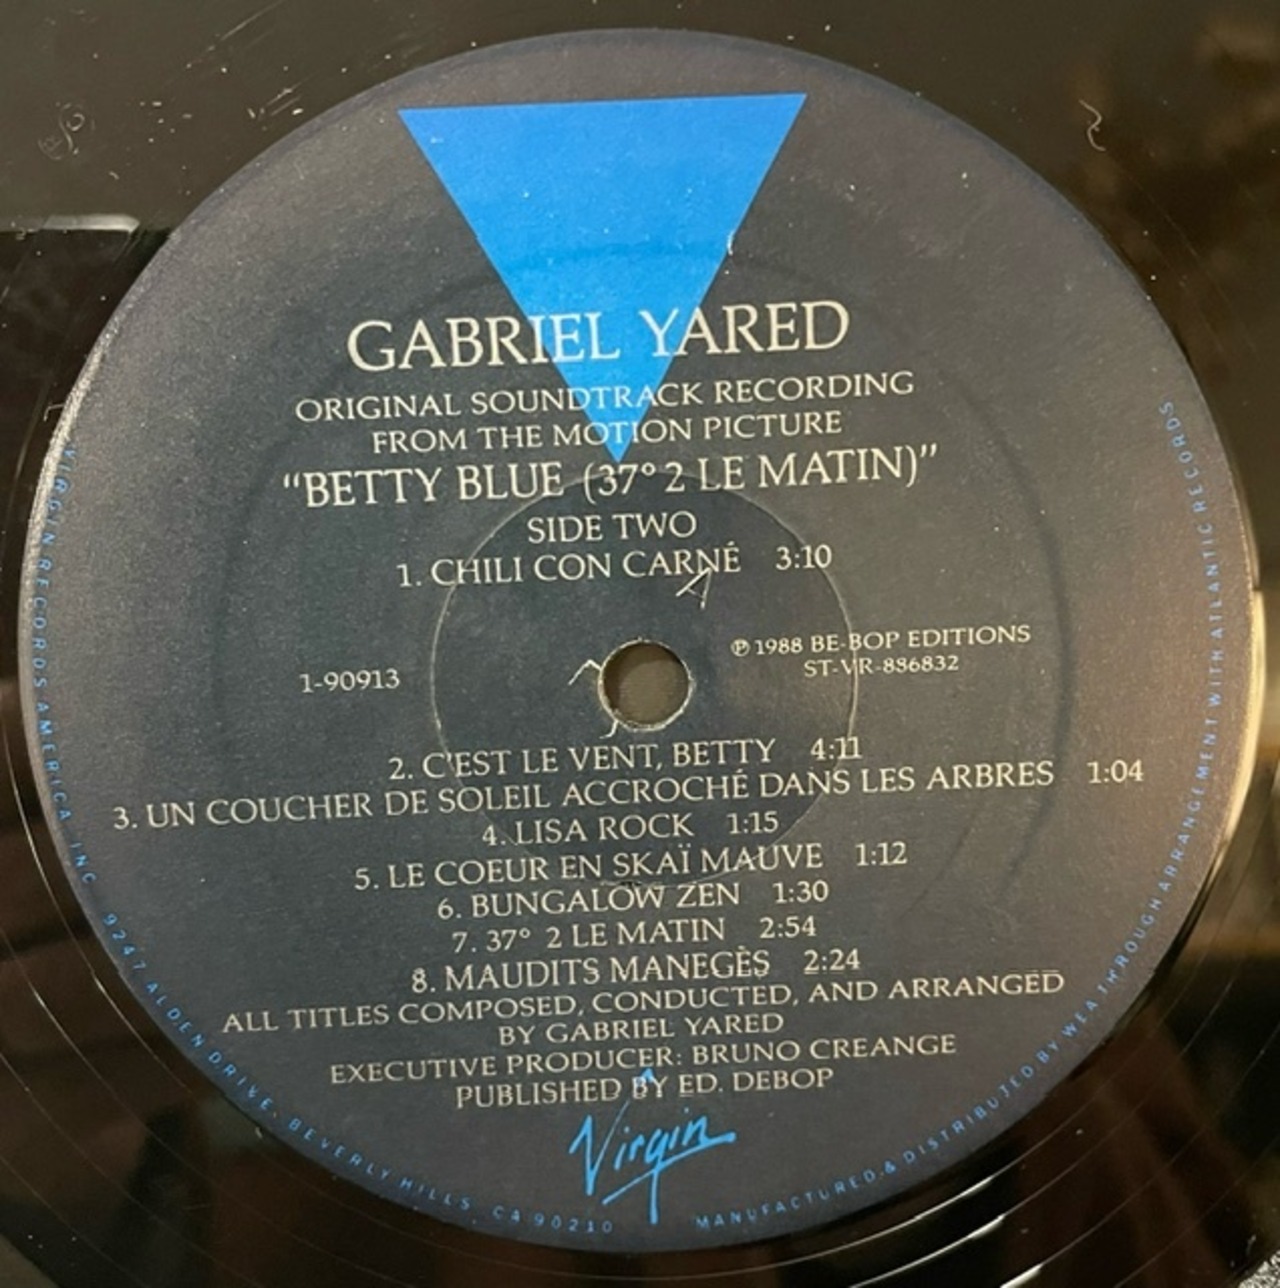 GABRIEL YARED
ORIGINAL SOUNDTRACK RECORDING
FROM THE MOTION PICTURE
“BETTY BLUE (37° 2 LE MATIN)”
SIDE TWO
1. CHILI CON CARNÉ 3:10
℗ 1988 BE-BOP EDITIONS
ST-VR-886832
1-90913
2. C'EST LE VENT, BETTY 4:11
3. UN COUCHER DE SOLEIL ACCROCHÉ DANS LES ARBRES 1:04
4. LISA ROCK 1:15
5. LE COEUR EN SKAÏ MAUVE 1:12
6. BUNGALOW ZEN 1:30
7. 37° 2 LE MATIN 2:54
8. MAUDITS MANEGÈS 2:24
ALL TITLES COMPOSED, CONDUCTED, AND ARRANGED
BY GABRIEL YARED
EXECUTIVE PRODUCER: BRUNO CREANGE
PUBLISHED BY ED. DEBOP
Virgin
VIRGIN RECORDS AMERICA INC 9247 ALDEN DRIVE, BEVERLY HILLS, CA 90210
MANUFACTURED & DISTRIBUTED BY WEA THROUGH ARRANGEMENT WITH ATLANTIC RECORDS